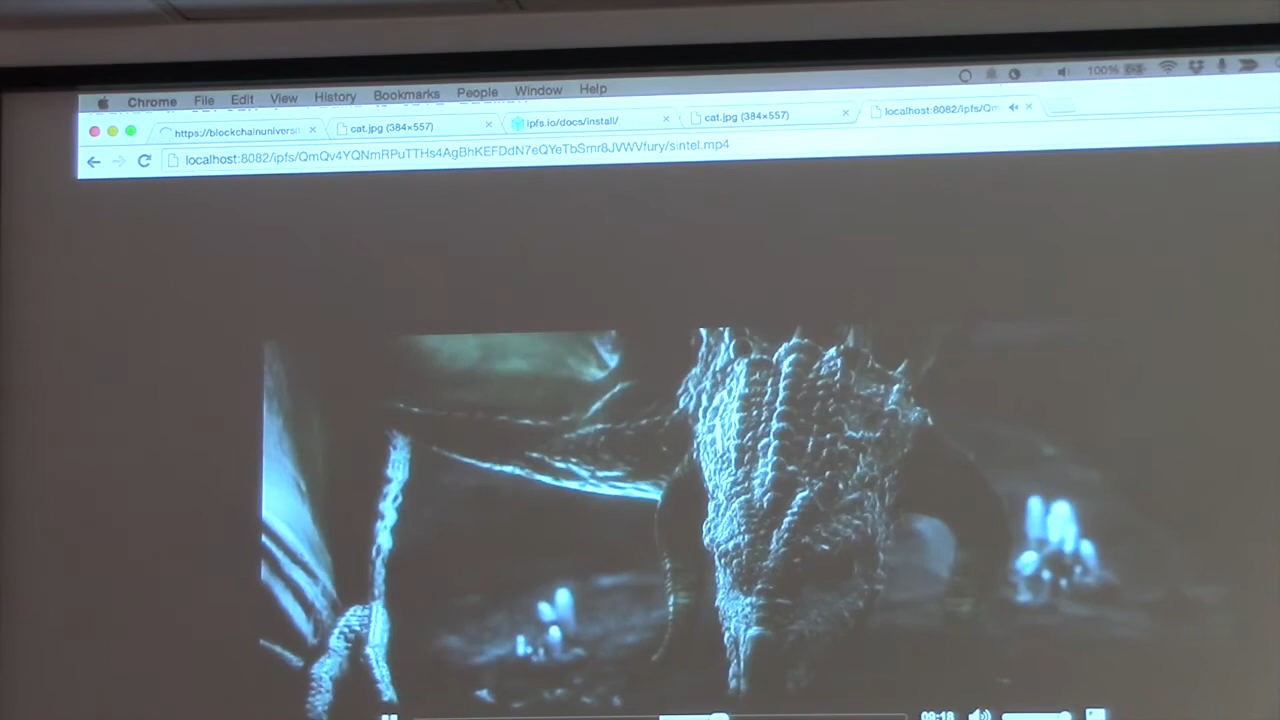 Chrome File Edit View History Bookmarks People Window Help 100%
https://blockchainuniversi cat.jpg (384×557) ipfs.io/docs/install/ cat.jpg (384×557) localhost:8082/ipfs/Qm
localhost:8082/ipfs/QmQv4YQNmRPuTTHs4AgBhKEFDdN7eQYeTbSmr8JVWVfury/sintel.mp4
09:18